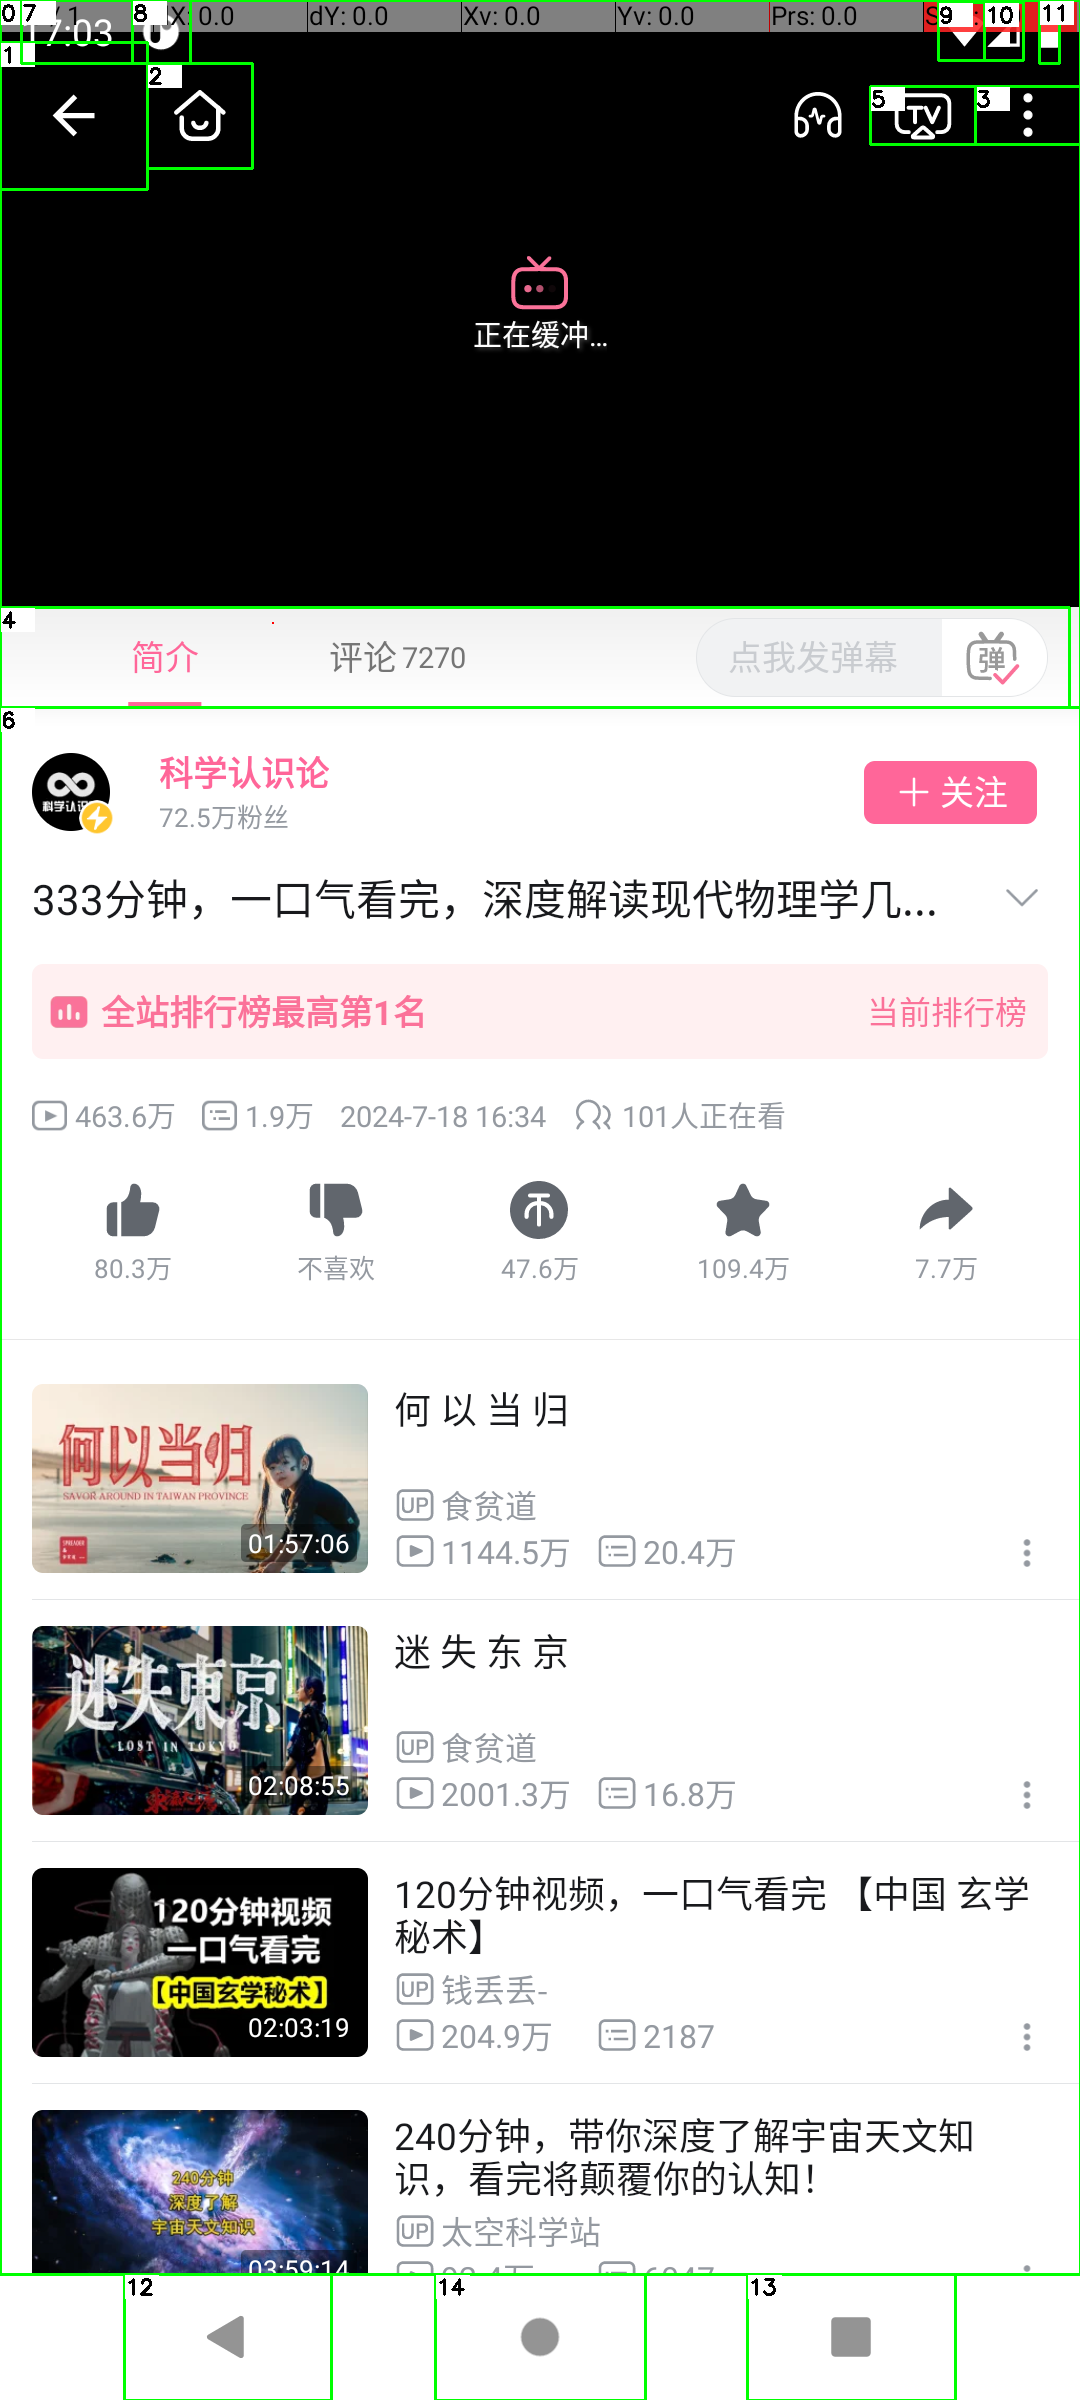 17:03
X: 0.0 dY: 0.0 Xv: 0.0 Yv: 0.0 Prs: 0.0
0 7 8 9 10 11
1
2
5 TV 3
正在缓冲...
4
简介 评论 7270 点我发弹幕 弹
6
科学认识论
72.5万粉丝
科学认识
+ 关注
333分钟，一口气看完，深度解读现代物理学几...
全站排行榜最高第1名 当前排行榜
463.6万 1.9万 2024-7-18 16:34 101人正在看
80.3万 不喜欢 47.6万 109.4万 7.7万
何以当归
SAVOR AROUND IN TAIWAN PROVINCE
01:57:06
何 以 当 归
UP 食贫道
1144.5万 20.4万
迷失東京
LOST IN TOKYO
02:08:55
迷 失 东 京
UP 食贫道
2001.3万 16.8万
120分钟视频
一口气看完
【中国玄学秘术】
02:03:19
120分钟视频，一口气看完 【中国 玄学
秘术】
UP 钱丢丢-
204.9万 2187
240分钟
深度了解
宇宙天文知识
03:59:14
240分钟，带你深度了解宇宙天文知
识，看完将颠覆你的认知！
UP 太空科学站
12 14 13